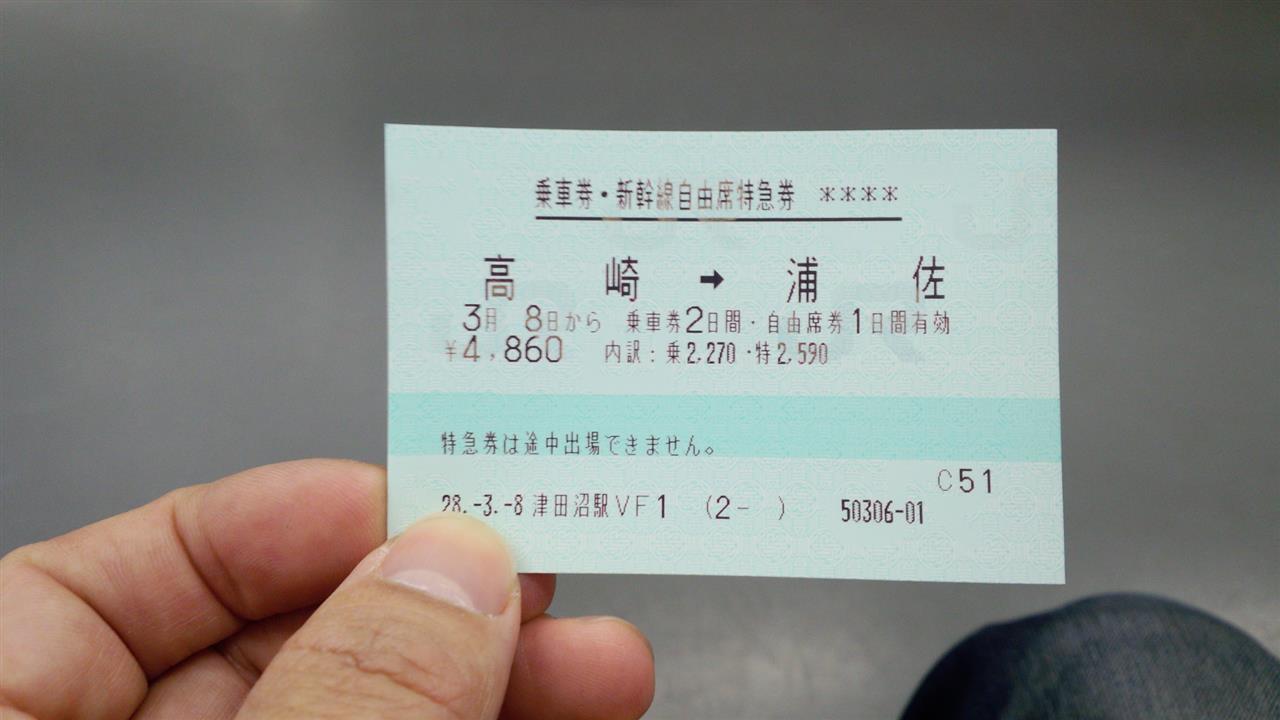 乗車券・新幹線自由席特急券 ****
高崎 → 浦佐
3月 8日から 乗車券2日間・自由席券1日間有効
¥4,860 内訳:乗2,270・特2,590
特急券は途中出場できません。
C51
28.-3.-8 津田沼駅VF1 (2- ) 50306-01